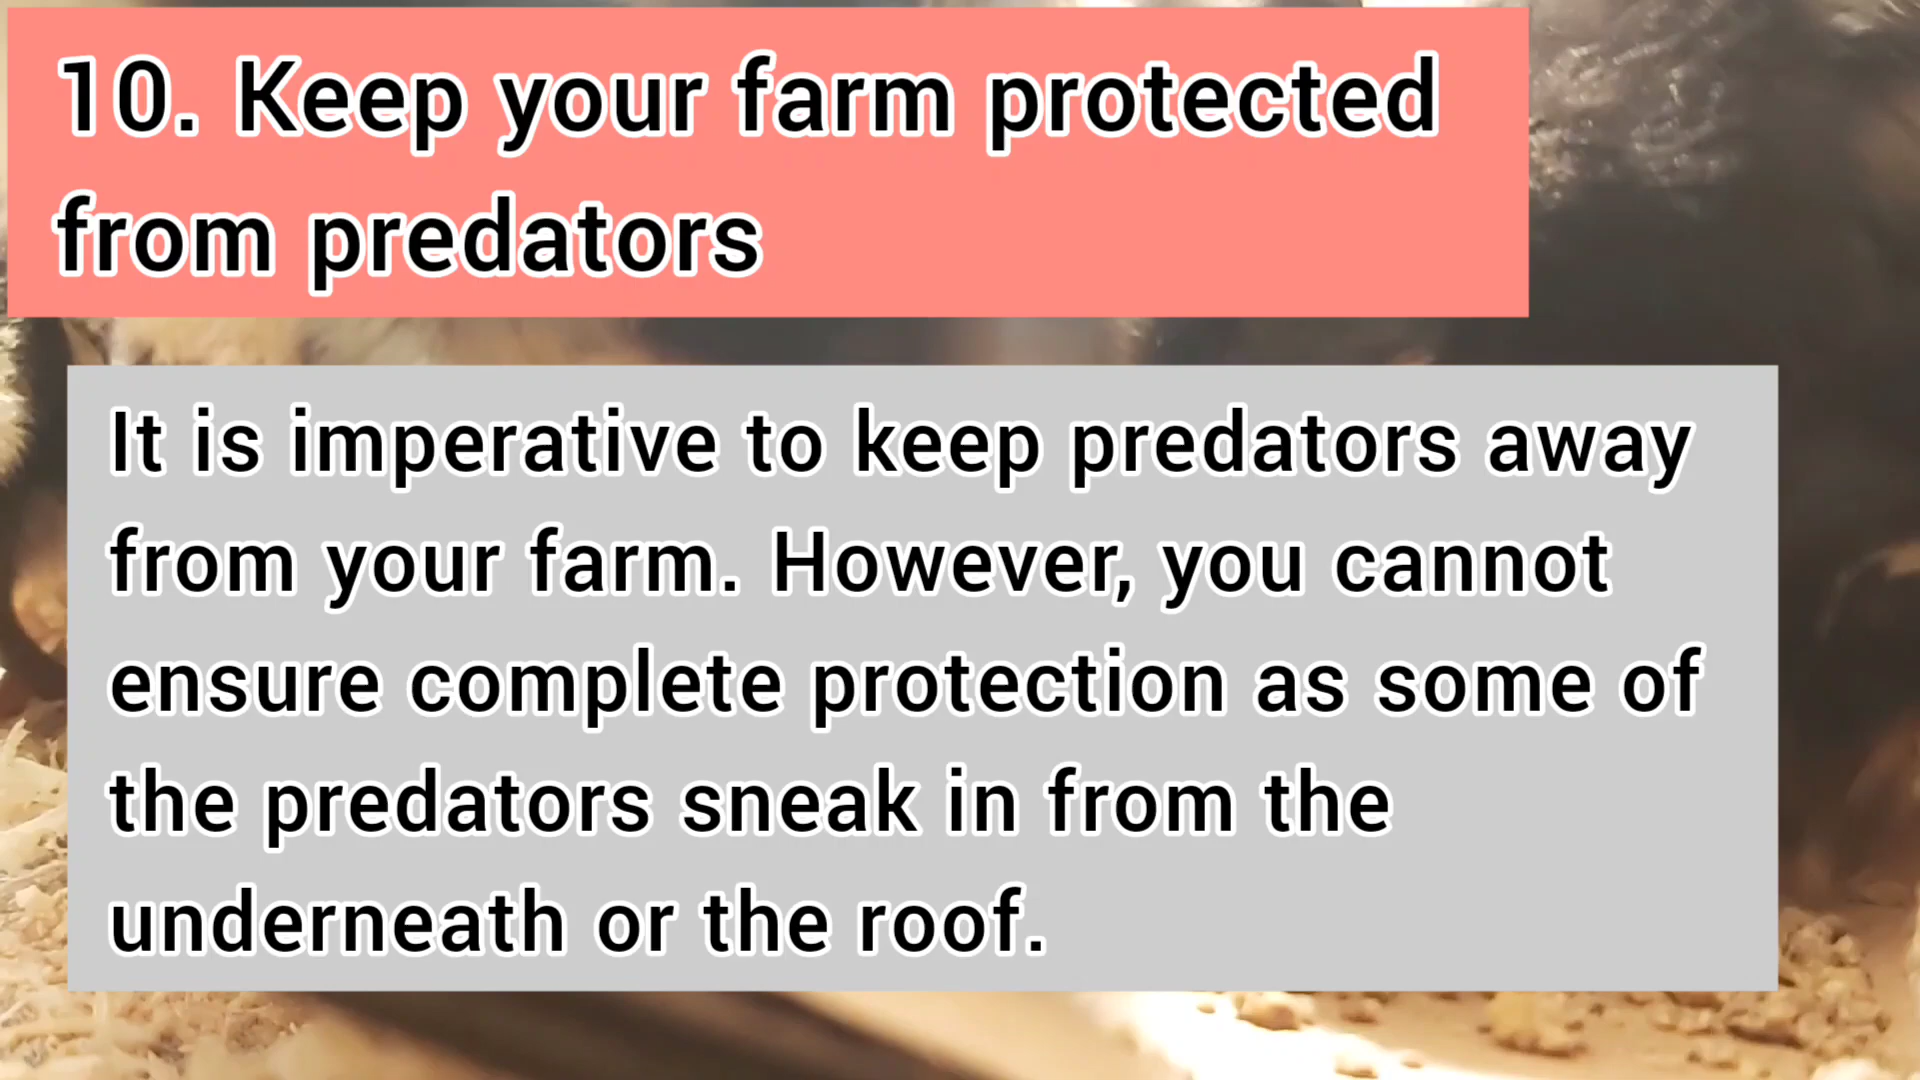 10. Keep your farm protected
from predators
It is imperative to keep predators away
from your farm. However, you cannot
ensure complete protection as some of
the predators sneak in from the
underneath or the roof.